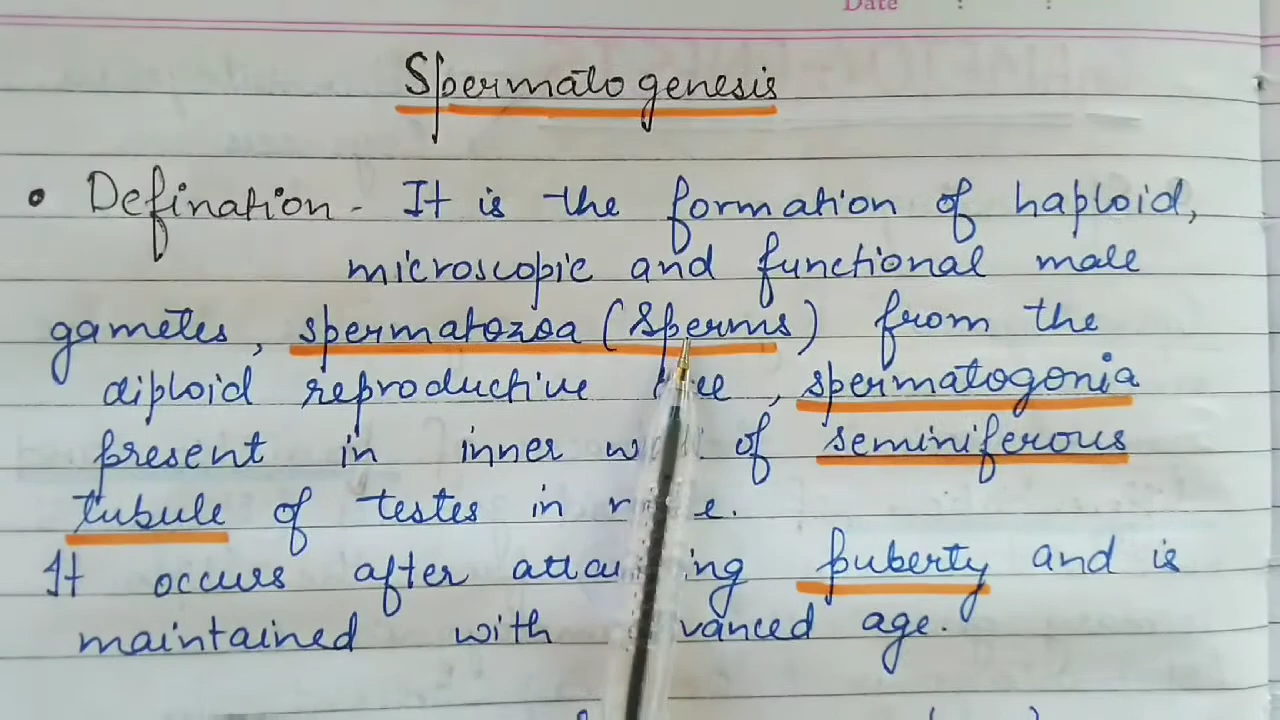 Date : :
Spermatogenesis
• Defination - It is the formation of haploid,
microscopic and functional male
gametes, spermatozoa (sperms) from the
diploid reproductive , spermatogonia
present in inner of seminiferous
tubule of testes in
It occurs after puberty and is
maintained with age.